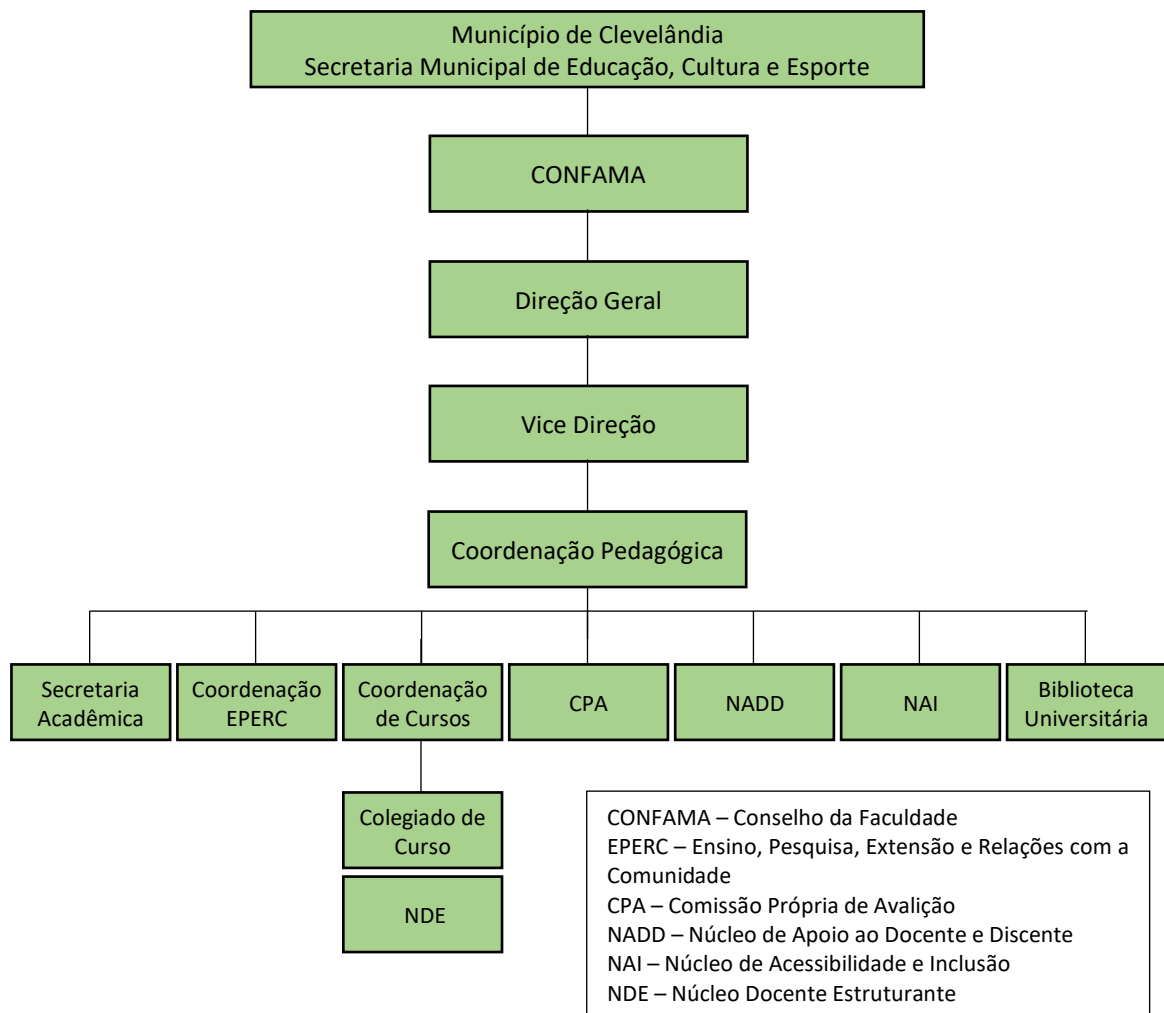 Município de Clevelândia
Secretaria Municipal de Educação, Cultura e Esporte
CONFAMA
Direção Geral
Vice Direção
Coordenação Pedagógica
Secretaria
Acadêmica
Coordenação
EPERC
Coordenação
de Cursos
CPA
NADD
NAI
Biblioteca
Universitária
Colegiado de
Curso
NDE
CONFAMA – Conselho da Faculdade
EPERC – Ensino, Pesquisa, Extensão e Relações com a
Comunidade
CPA – Comissão Própria de Avalição
NADD – Núcleo de Apoio ao Docente e Discente
NAI – Núcleo de Acessibilidade e Inclusão
NDE – Núcleo Docente Estruturante